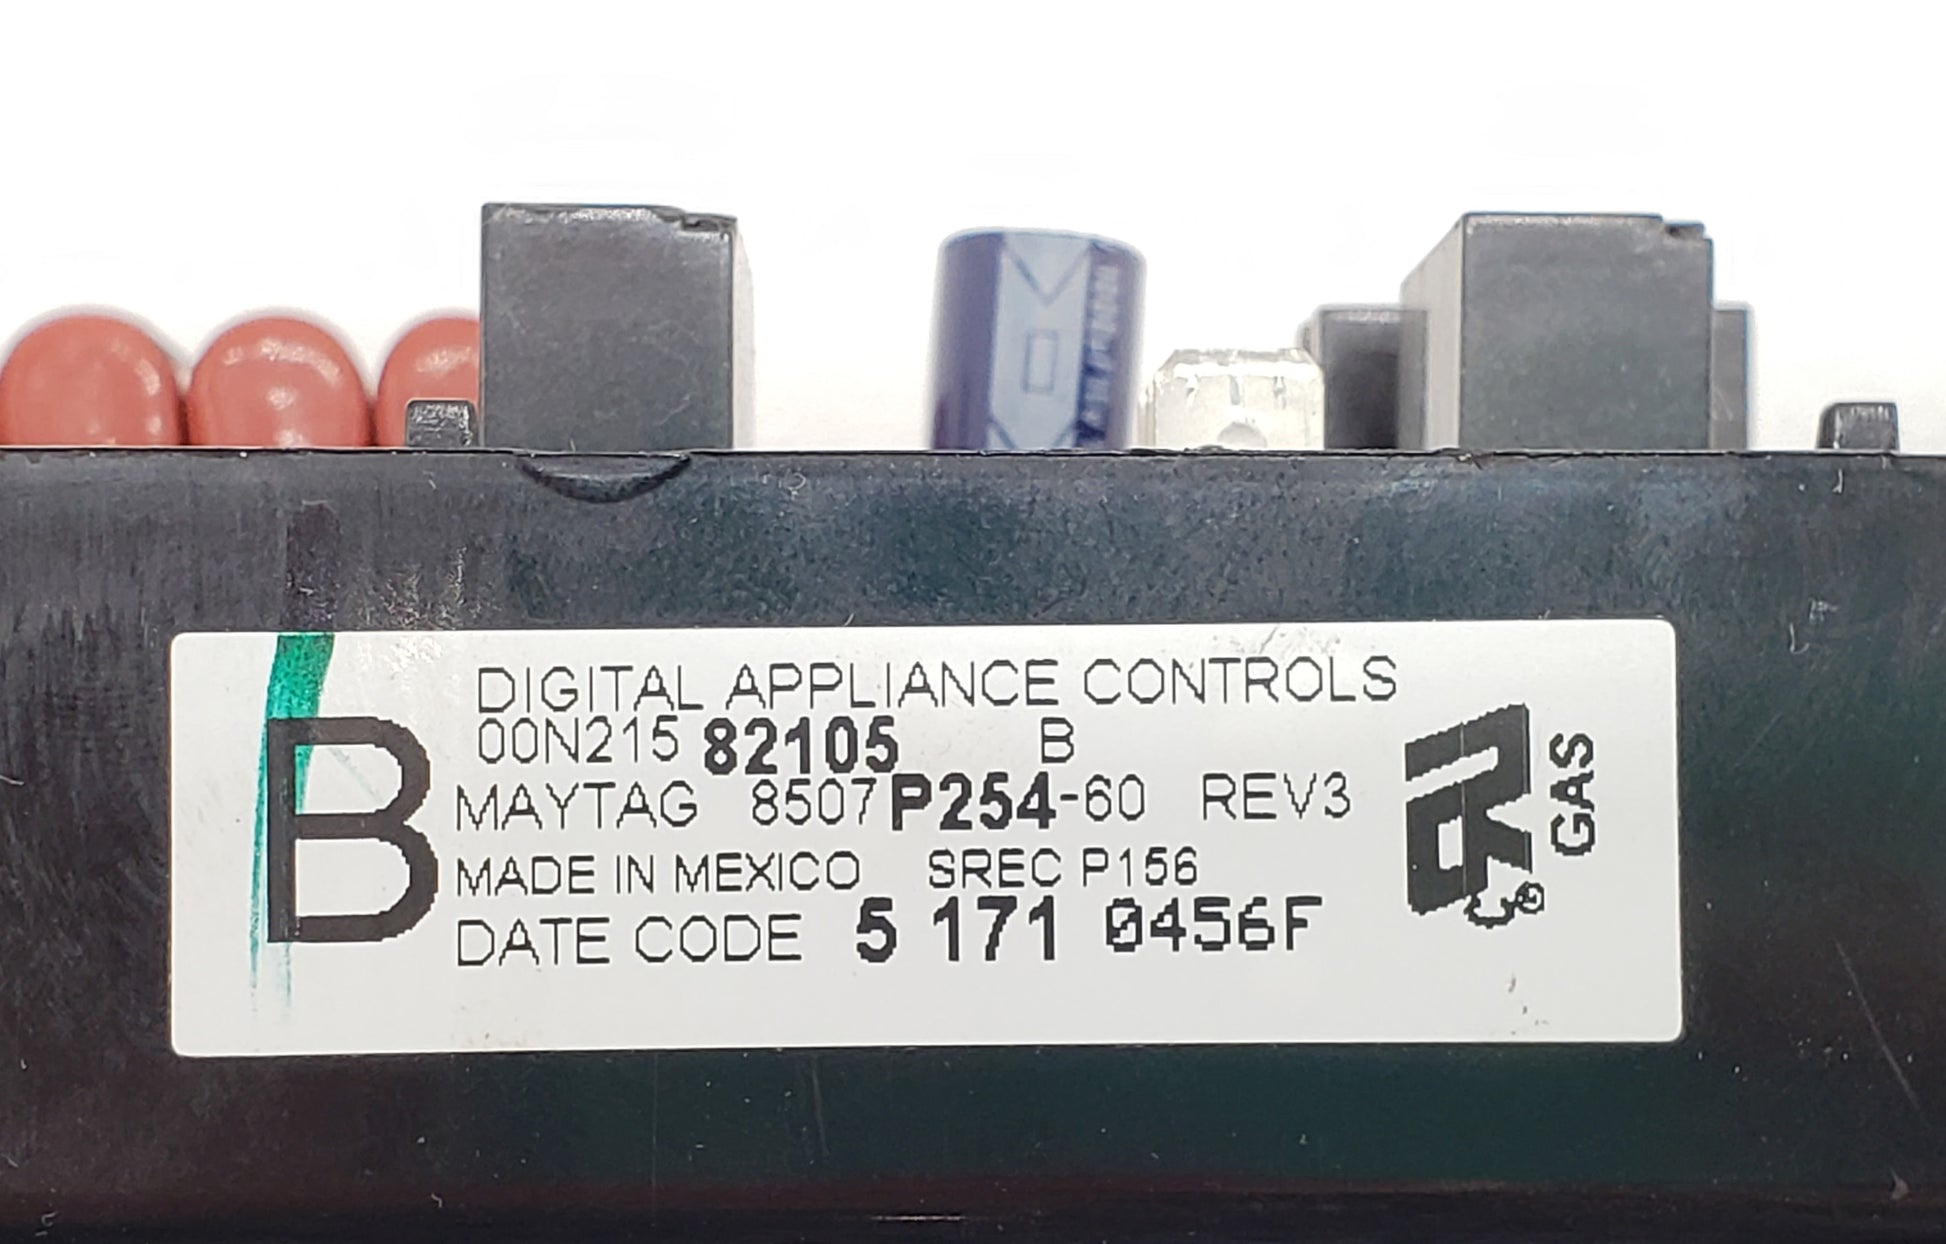 DIGITAL APPLIANCE CONTROLS
00N215 82105 B
B
MAYTAG 8507P254-60 REV3
MADE IN MEXICO SREC P156
DATE CODE 5 171 0456F
GAS